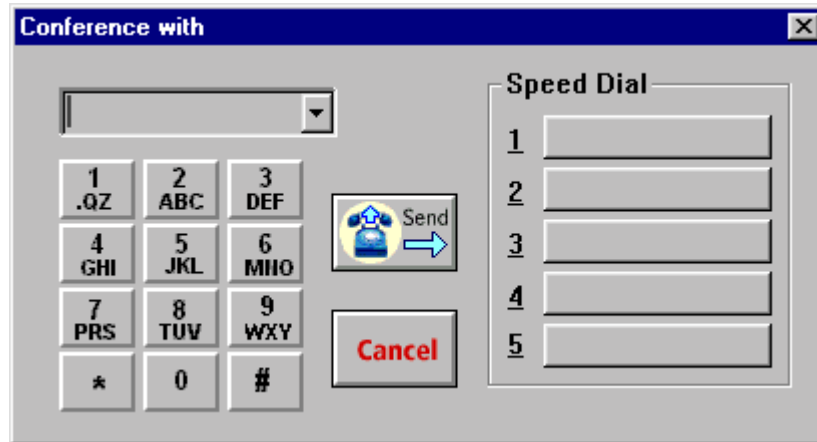 Conference with
Speed Dial
1
2
3
4
5
1
.QZ
2
ABC
3
DEF
4
GHI
5
JKL
6
MNO
7
PRS
8
TUV
9
WXY
*
0
#
Send
Cancel